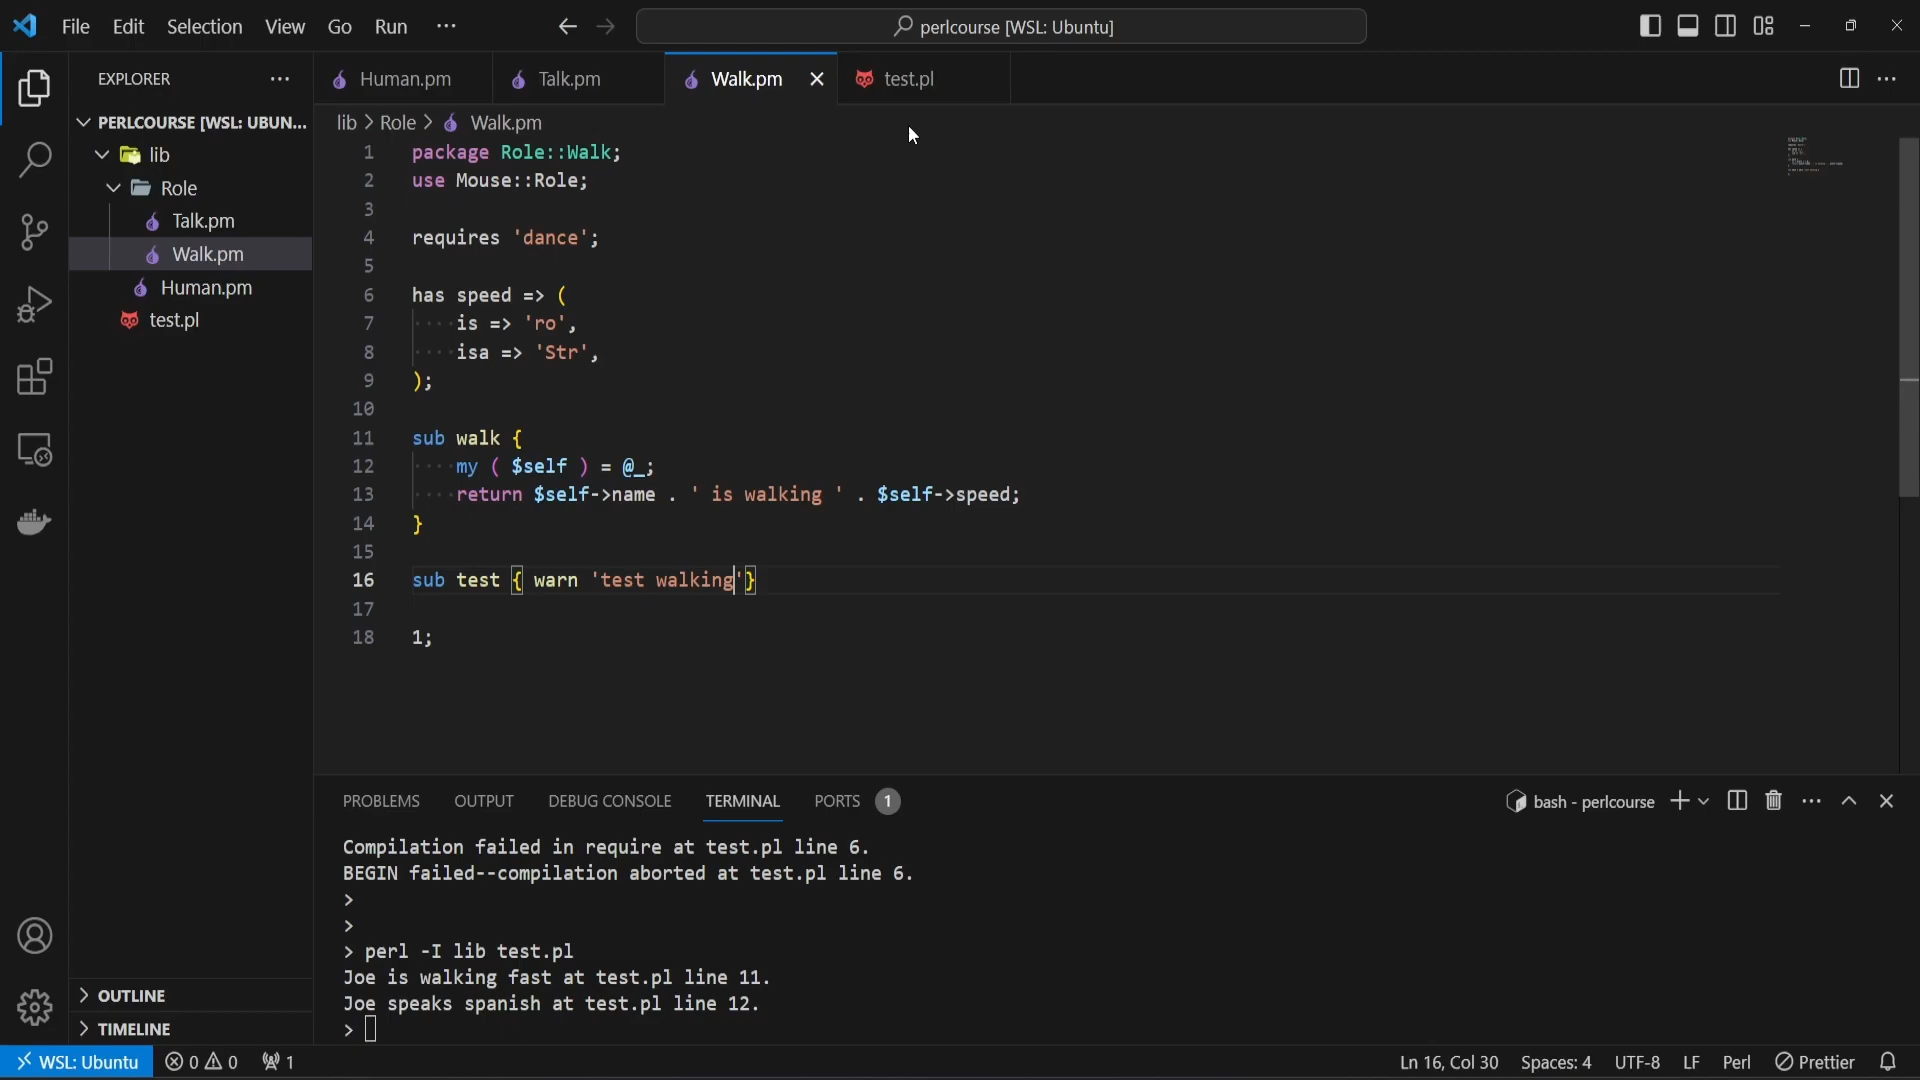 File Edit Selection View Go Run ···
perlcourse [WSL: Ubuntu]
EXPLORER ···
PERLCOURSE [WSL: UBUN...
lib
Role
Talk.pm
Walk.pm
Human.pm
test.pl
OUTLINE
TIMELINE
Human.pm Talk.pm Walk.pm test.pl
lib > Role > Walk.pm
1 package Role::Walk;
2 use Mouse::Role;
3
4 requires 'dance';
5
6 has speed => (
7 ····is => 'ro',
8 ····isa => 'Str',
9 );
10
11 sub walk {
12 ····my ( $self ) = @_;
13 ····return $self->name . ' is walking ' . $self->speed;
14 }
15
16 sub test { warn 'test walking'}
17
18 1;
PROBLEMS OUTPUT DEBUG CONSOLE TERMINAL PORTS 1
bash - perlcourse
Compilation failed in require at test.pl line 6.
BEGIN failed--compilation aborted at test.pl line 6.
>
>
> perl -I lib test.pl
Joe is walking fast at test.pl line 11.
Joe speaks spanish at test.pl line 12.
>
WSL: Ubuntu 0 0 1 Ln 16, Col 30 Spaces: 4 UTF-8 LF Perl Prettier